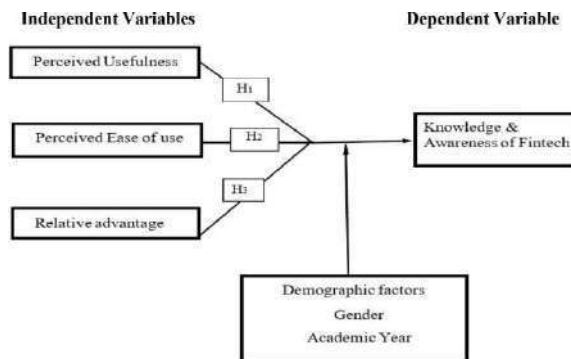 Independent Variables
Dependent Variable
Perceived Usefulness
H1
Perceived Ease of use
H2
Knowledge &
Awareness of Fintech
H3
Relative advantage
Demographic factors
Gender
Academic Year